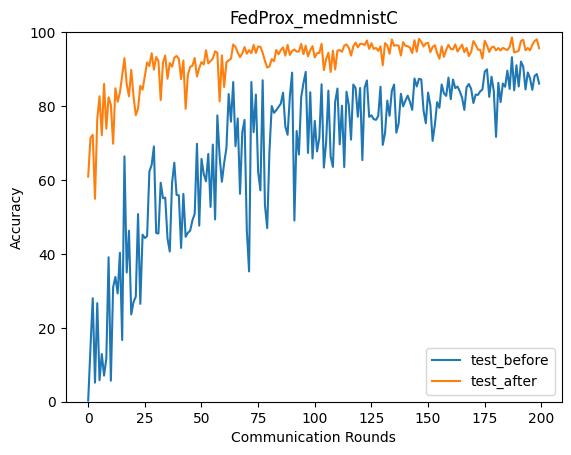 FedProx_medmnistC
100
80
60
40
20
0
Accuracy
0 25 50 75 100 125 150 175 200
Communication Rounds
test_before
test_after